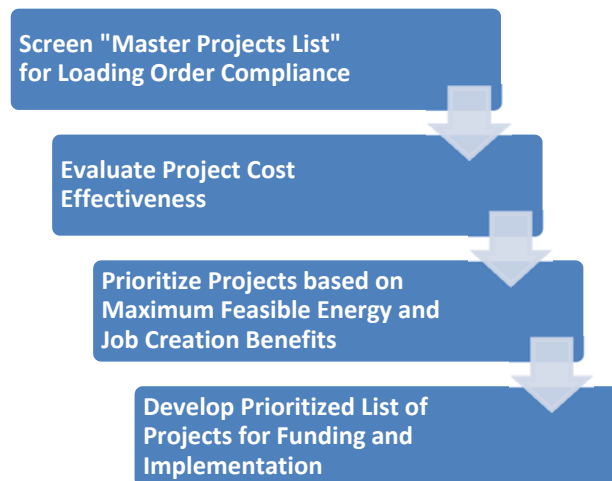 Screen "Master Projects List"
for Loading Order Compliance
Evaluate Project Cost
Effectiveness
Prioritize Projects based on
Maximum Feasible Energy and
Job Creation Benefits
Develop Prioritized List of
Projects for Funding and
Implementation